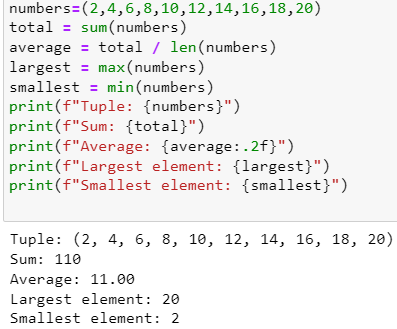 numbers=(2,4,6,8,10,12,14,16,18,20)
total = sum(numbers)
average = total / len(numbers)
largest = max(numbers)
smallest = min(numbers)
print(f"Tuple: {numbers}")
print(f"Sum: {total}")
print(f"Average: {average:.2f}")
print(f"Largest element: {largest}")
print(f"Smallest element: {smallest}")
Tuple: (2, 4, 6, 8, 10, 12, 14, 16, 18, 20)
Sum: 110
Average: 11.00
Largest element: 20
Smallest element: 2